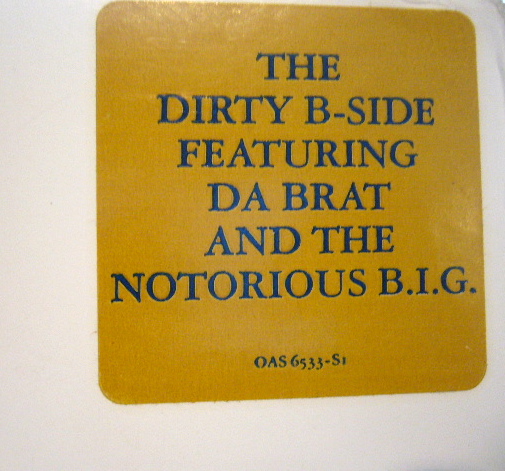 THE
DIRTY B-SIDE
FEATURING
DA BRAT
AND THE
NOTORIOUS B.I.G.
OAS 6533-S1